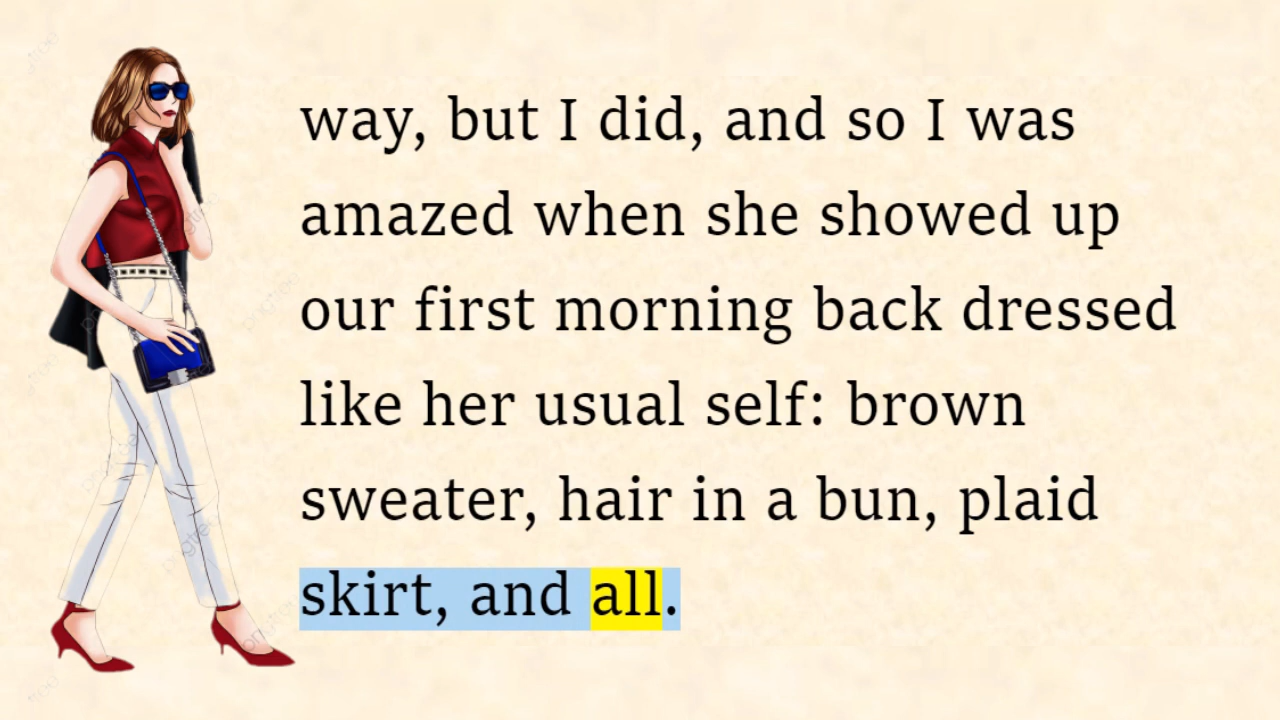 way, but I did, and so I was
amazed when she showed up
our first morning back dressed
like her usual self: brown
sweater, hair in a bun, plaid
skirt, and all.